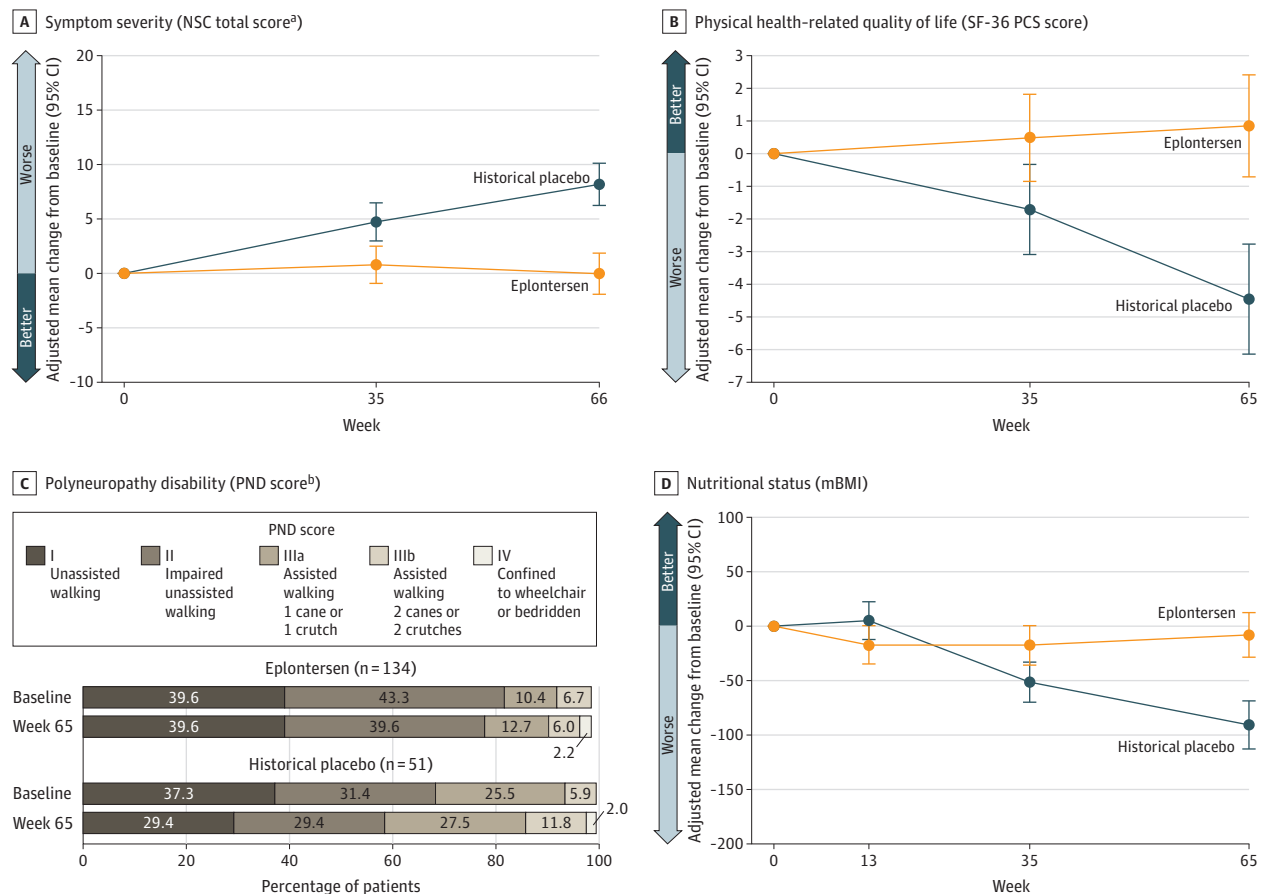 A Symptom severity (NSC total scoreᵃ)
Worse
Better
Adjusted mean change from baseline (95% CI)
20
15
10
5
0
-5
-10
Historical placebo
Eplontersen
0 35 66
Week
B Physical health-related quality of life (SF-36 PCS score)
Better
Worse
Adjusted mean change from baseline (95% CI)
3
2
1
0
-1
-2
-3
-4
-5
-6
-7
Eplontersen
Historical placebo
0 35 65
Week
C Polyneuropathy disability (PND scoreᵇ)
PND score
I
Unassisted
walking
II
Impaired
unassisted
walking
IIIa
Assisted
walking
1 cane or
1 crutch
IIIb
Assisted
walking
2 canes or
2 crutches
IV
Confined
to wheelchair
or bedridden
Eplontersen (n = 134)
Baseline 39.6 43.3 10.4 6.7
Week 65 39.6 39.6 12.7 6.0
2.2
Historical placebo (n = 51)
Baseline 37.3 31.4 25.5 5.9
2.0
Week 65 29.4 29.4 27.5 11.8
0 20 40 60 80 100
Percentage of patients
D Nutritional status (mBMI)
Better
Worse
Adjusted mean change from baseline (95% CI)
100
50
0
-50
-100
-150
-200
Eplontersen
Historical placebo
0 13 35 65
Week